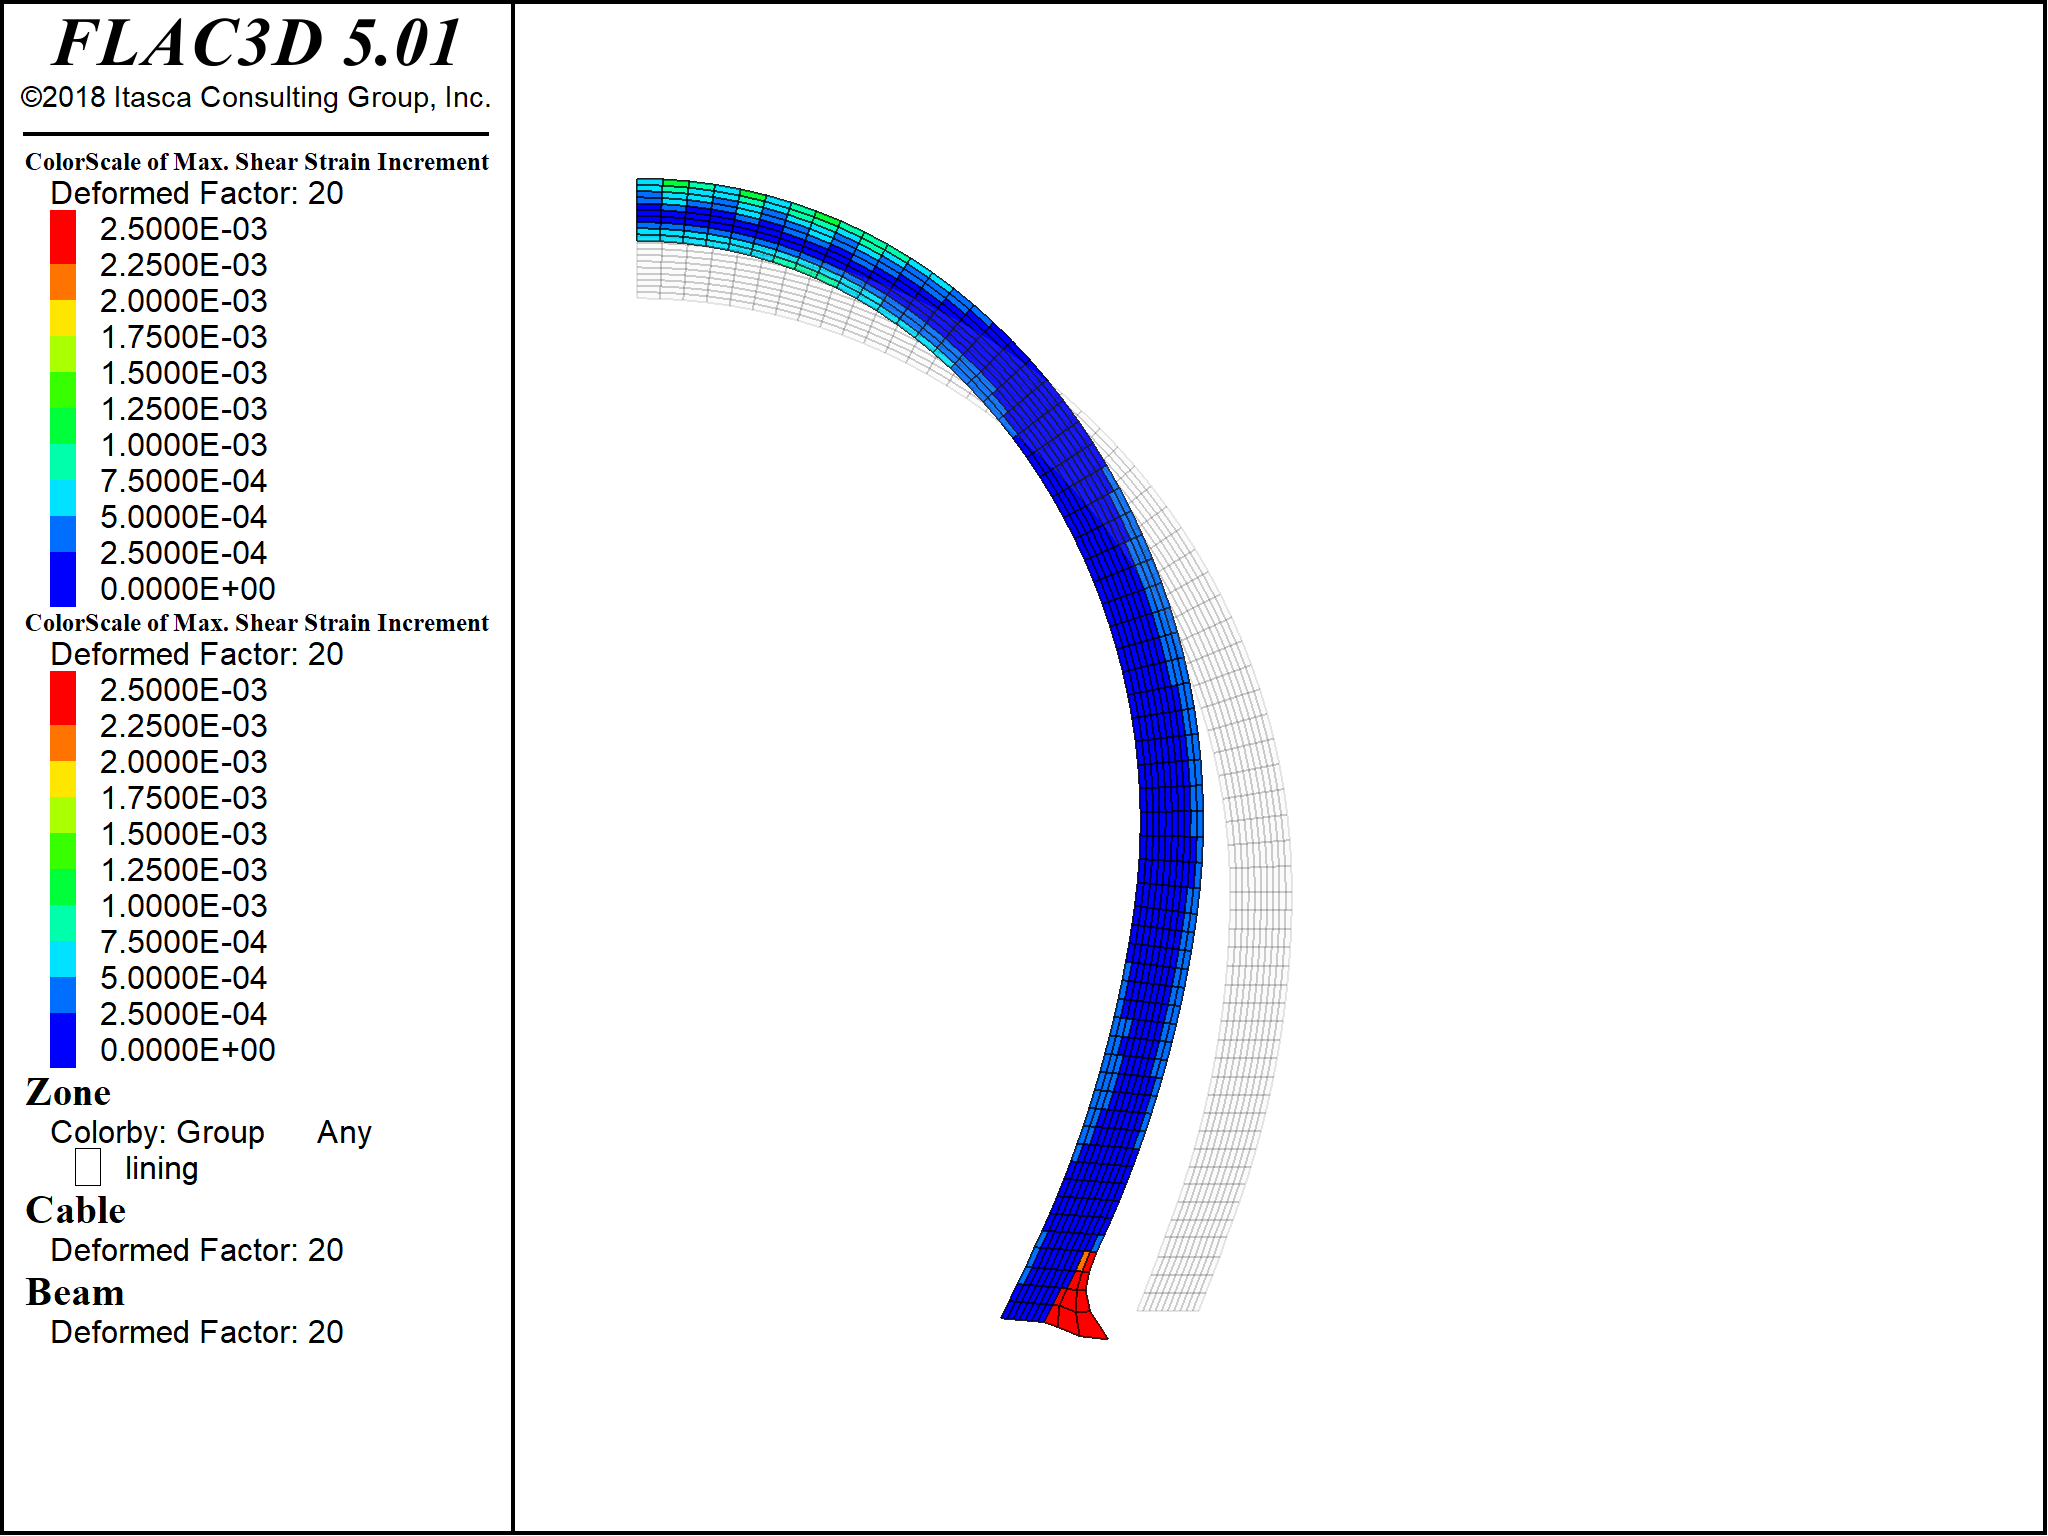 FLAC3D 5.01
©2018 Itasca Consulting Group, Inc.
ColorScale of Max. Shear Strain Increment
Deformed Factor: 20
2.5000E-03
2.2500E-03
2.0000E-03
1.7500E-03
1.5000E-03
1.2500E-03
1.0000E-03
7.5000E-04
5.0000E-04
2.5000E-04
0.0000E+00
ColorScale of Max. Shear Strain Increment
Deformed Factor: 20
2.5000E-03
2.2500E-03
2.0000E-03
1.7500E-03
1.5000E-03
1.2500E-03
1.0000E-03
7.5000E-04
5.0000E-04
2.5000E-04
0.0000E+00
Zone
Colorby: Group Any
lining
Cable
Deformed Factor: 20
Beam
Deformed Factor: 20